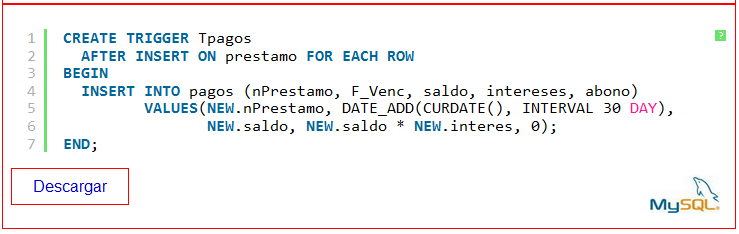 ?
1 CREATE TRIGGER Tpagos
2 AFTER INSERT ON prestamo FOR EACH ROW
3 BEGIN
4 INSERT INTO pagos (nPrestamo, F_Venc, saldo, intereses, abono)
5 VALUES(NEW.nPrestamo, DATE_ADD(CURDATE(), INTERVAL 30 DAY),
6 NEW.saldo, NEW.saldo * NEW.interes, 0);
7 END;
Descargar
MySQL